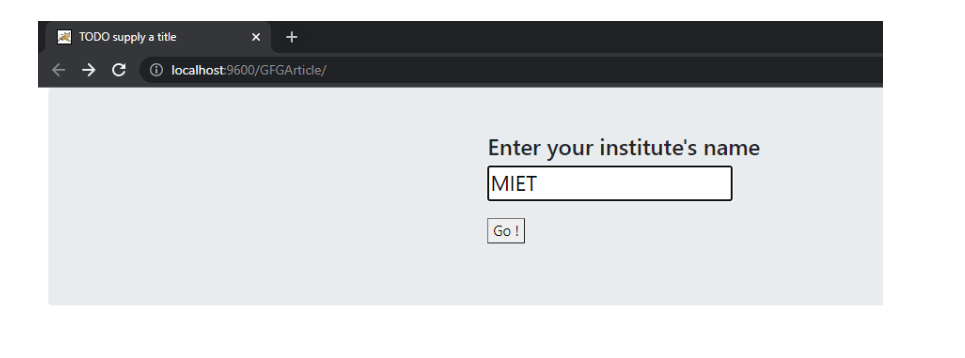 TODO supply a title
localhost:9600/GFGArticle/
Enter your institute's name
MIET
Go !